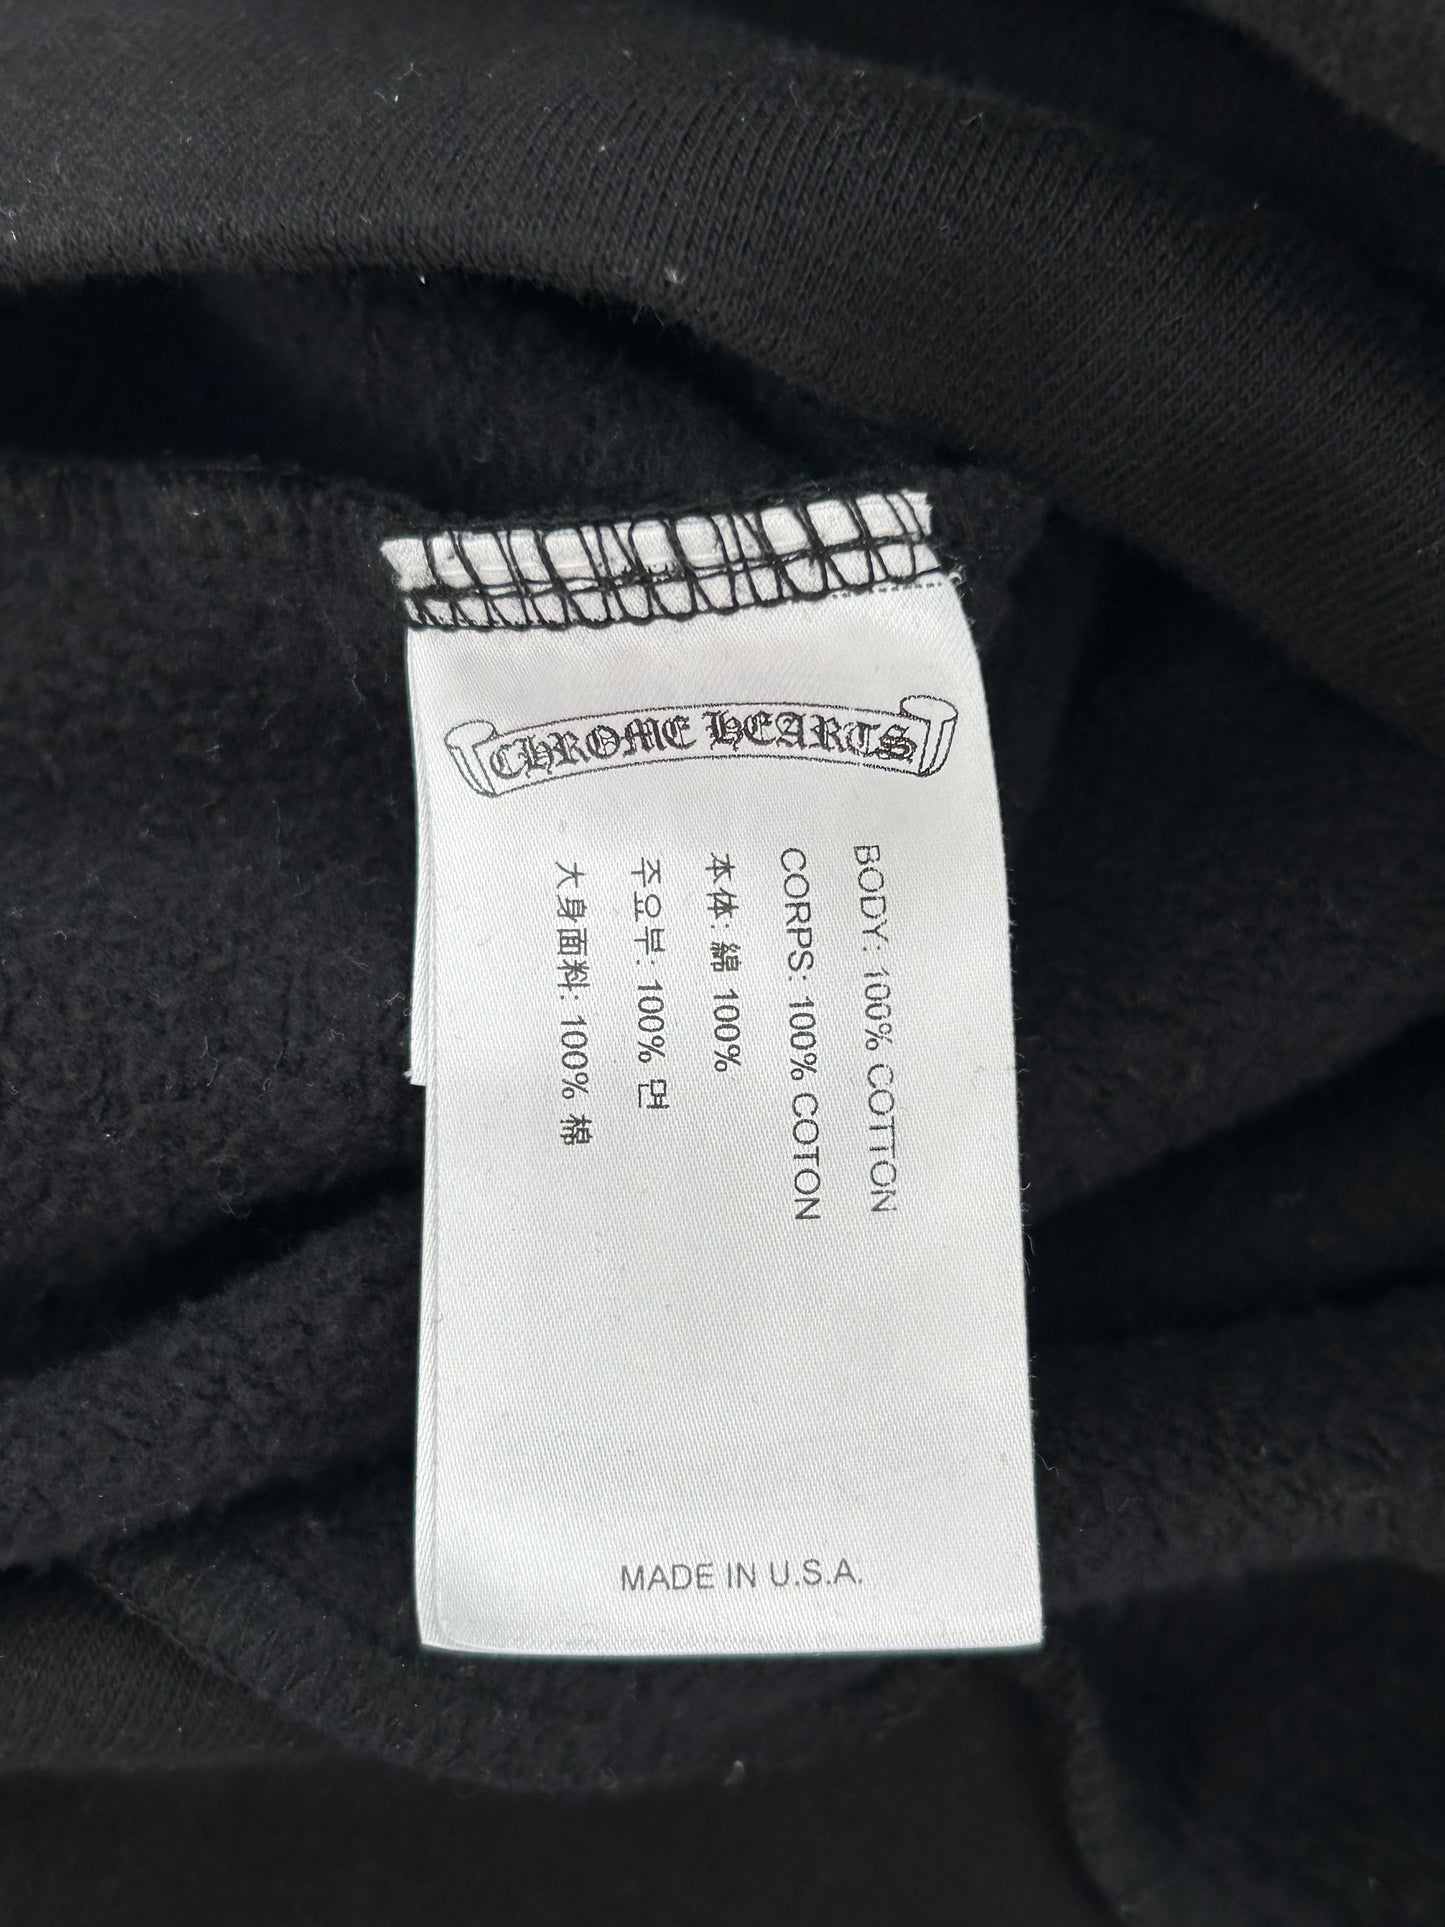 CHROME HEARTS
BODY: 100% COTTON
CORPS: 100% COTON
本体: 綿 100%
주요부: 100% 면
大身面料: 100% 棉
MADE IN U.S.A.